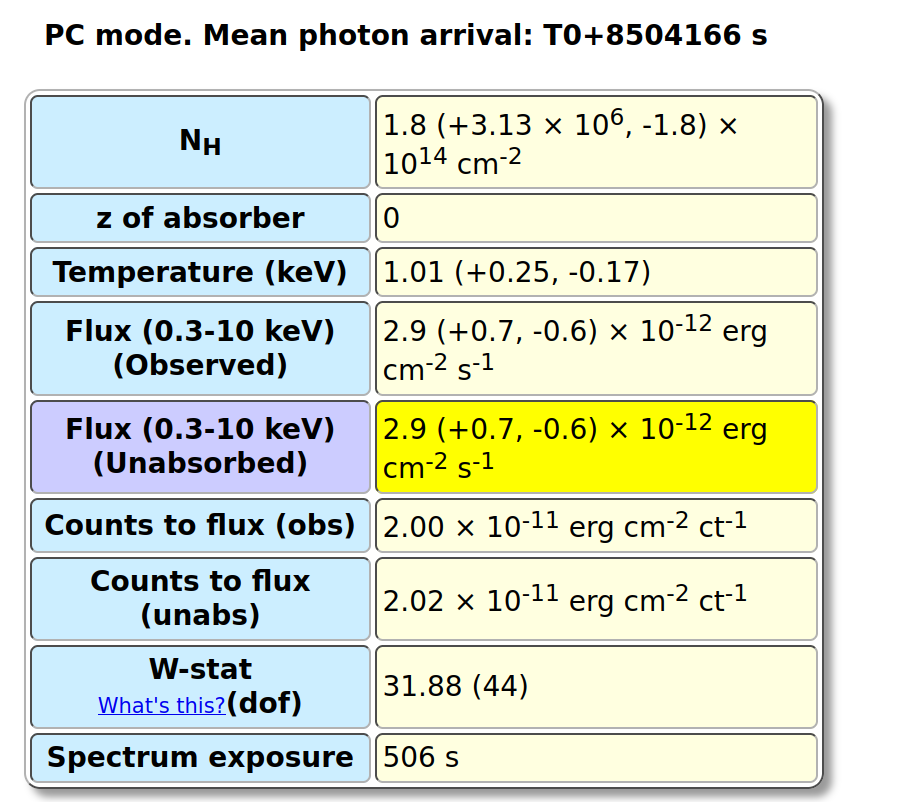 PC mode. Mean photon arrival: T0+8504166 s
N_H
1.8 (+3.13 × 10^6, -1.8) ×
10^14 cm^-2
z of absorber
0
Temperature (keV)
1.01 (+0.25, -0.17)
Flux (0.3-10 keV)
(Observed)
2.9 (+0.7, -0.6) × 10^-12 erg
cm^-2 s^-1
Flux (0.3-10 keV)
(Unabsorbed)
2.9 (+0.7, -0.6) × 10^-12 erg
cm^-2 s^-1
Counts to flux (obs)
2.00 × 10^-11 erg cm^-2 ct^-1
Counts to flux
(unabs)
2.02 × 10^-11 erg cm^-2 ct^-1
W-stat
What's this?(dof)
31.88 (44)
Spectrum exposure
506 s